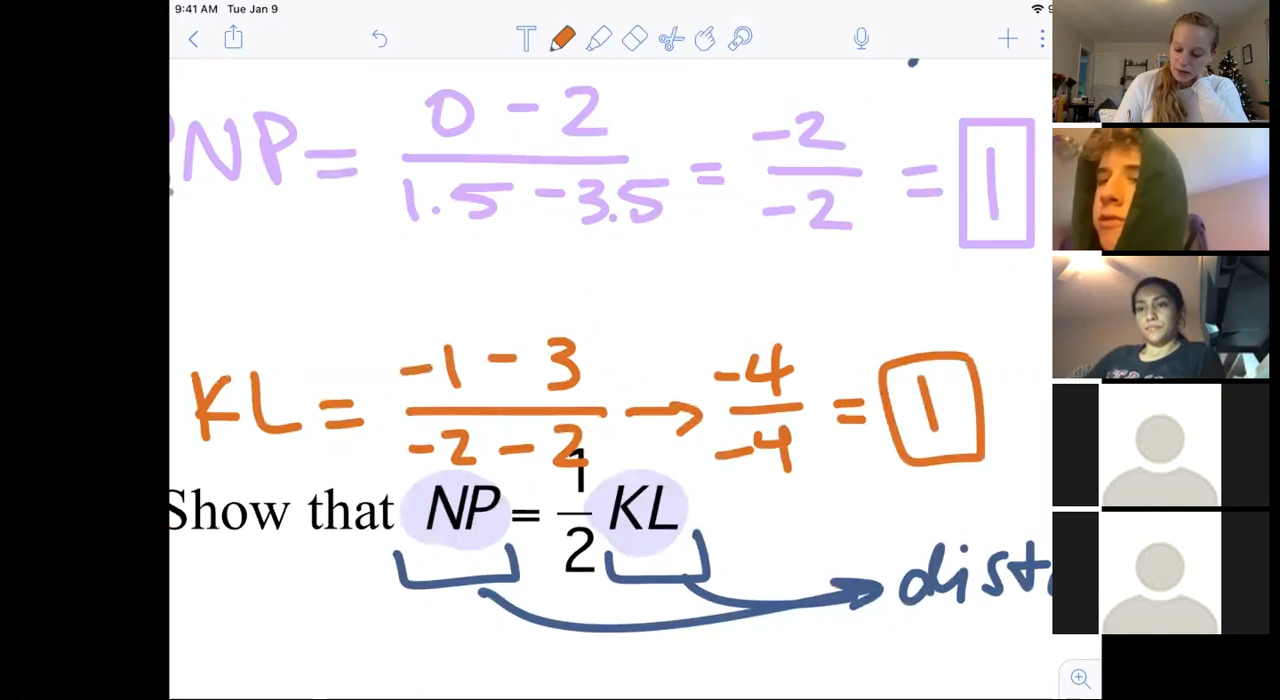 9:41 AM Tue Jan 9
NP = 0 - 2 / 1.5 - 3.5 = -2 / -2 = 1
KL = -1 - 3 / -2 - 2 → -4 / -4 = 1
Show that NP = 1/2 KL
dist